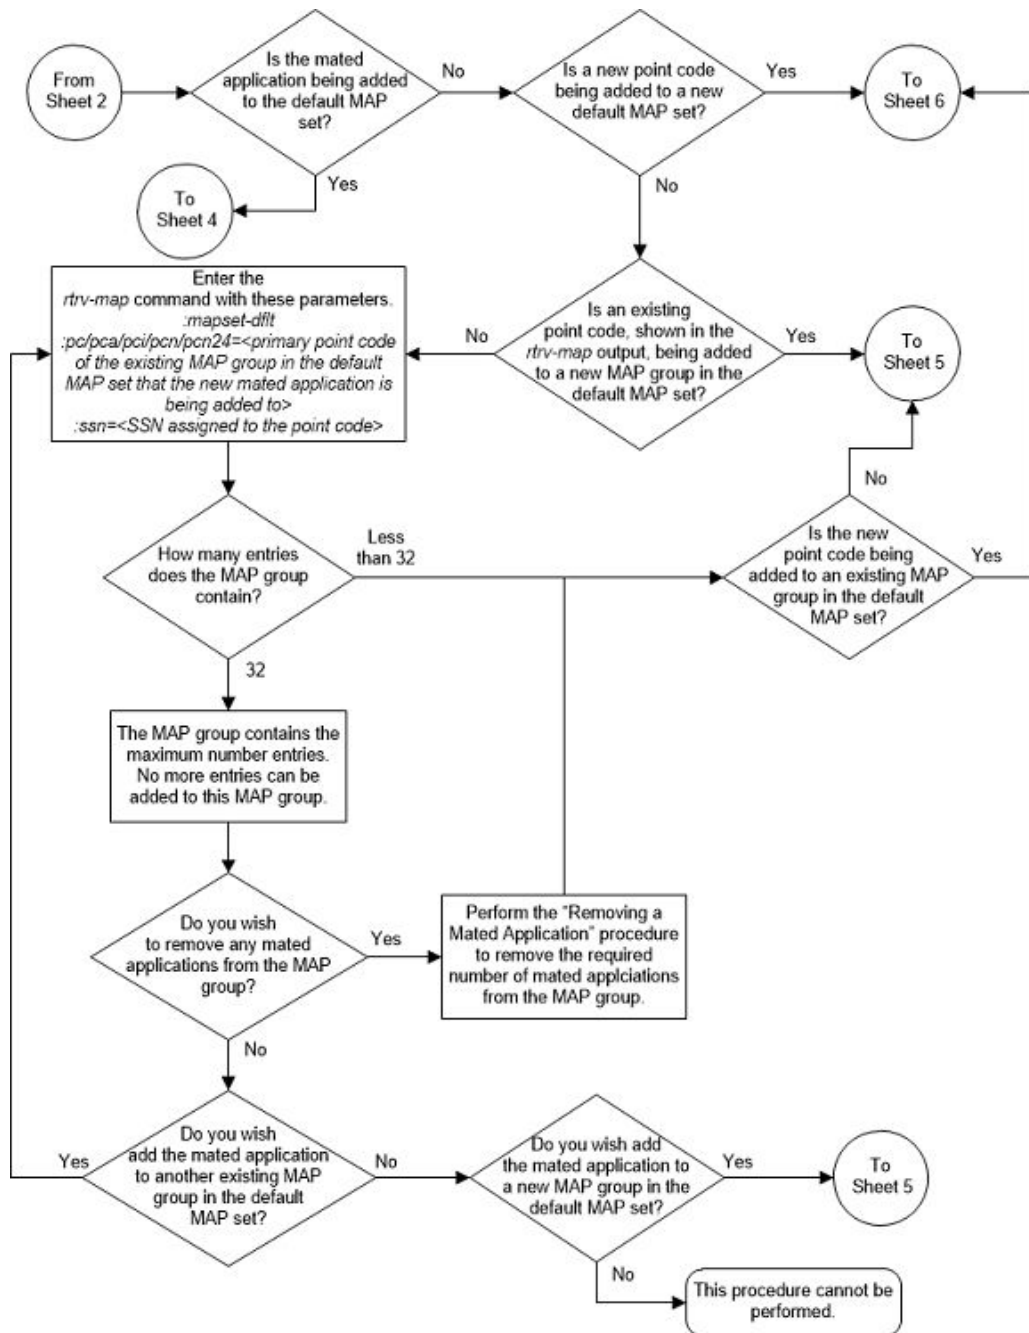 From
Sheet 2
Is the mated
application being added
to the default MAP
set?
No
Is a new point code
being added to a new
default MAP set?
Yes
To
Sheet 6
Yes
To
Sheet 4
No
Enter the
rtrv-map command with these parameters.
:mapset-dflt
:pc/pca/pci/pcn/pcn24=<primary point code
of the existing MAP group in the default
MAP set that the new mated application is
being added to>
:ssn=<SSN assigned to the point code>
No
Is an existing
point code, shown in the
rtrv-map output, being added
to a new MAP group in the
default MAP set?
Yes
To
Sheet 5
No
How many entries
does the MAP group
contain?
Less
than 32
Is the new
point code being
added to an existing MAP
group in the default
MAP set?
Yes
32
The MAP group contains the
maximum number entries.
No more entries can be
added to this MAP group.
Do you wish
to remove any mated
applications from the MAP
group?
Yes
Perform the "Removing a
Mated Application" procedure
to remove the required
number of mated applciations
from the MAP group.
No
Yes
Do you wish
add the mated application
to another existing MAP
group in the default
MAP set?
No
Do you wish add
the mated application to
a new MAP group in the
default MAP set?
Yes
To
Sheet 5
No
This procedure cannot be
performed.